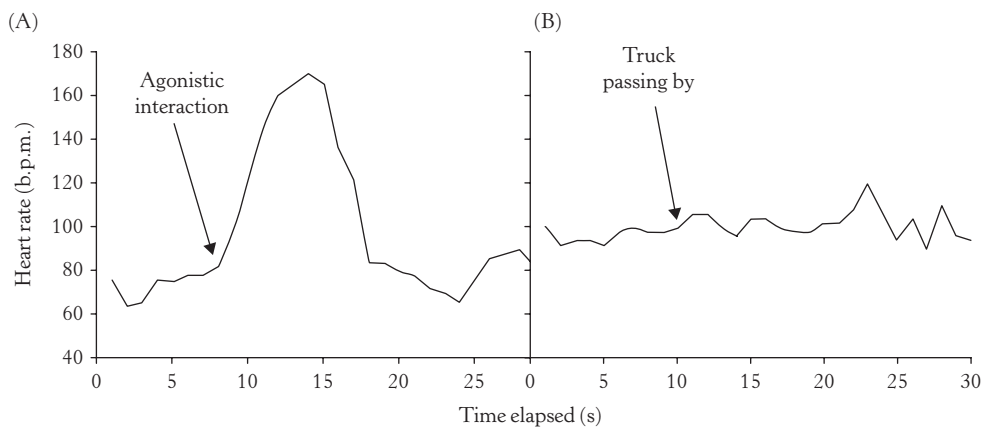 (A)
(B)
180
160
140
120
100
80
60
40
Heart rate (b.p.m.)
Agonistic
interaction
Truck
passing by
0 5 10 15 20 25 0 5 10 15 20 25 30
Time elapsed (s)